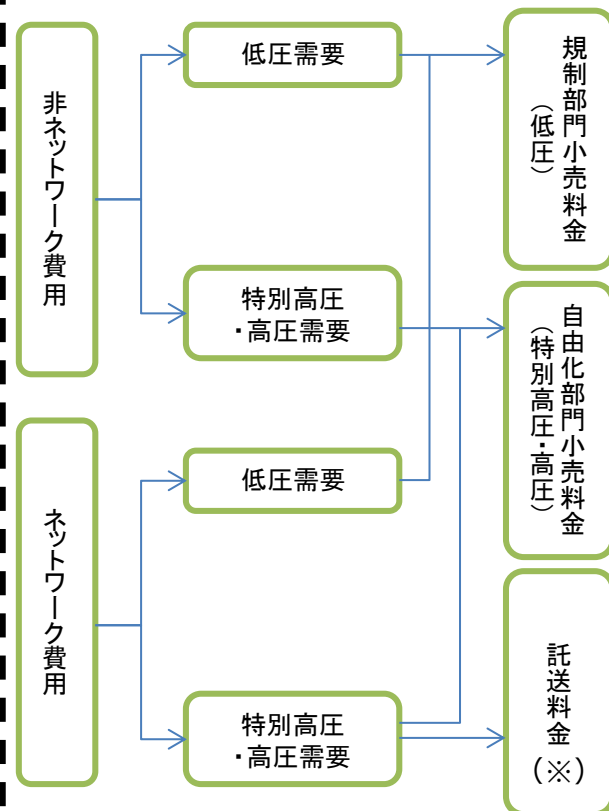 非ネットワーク費用
低圧需要
特別高圧
・高圧需要
規制部門小売料金
（低圧）
自由化部門小売料金
（特別高圧・高圧）
ネットワーク費用
低圧需要
特別高圧
・高圧需要
託送料金
（※）